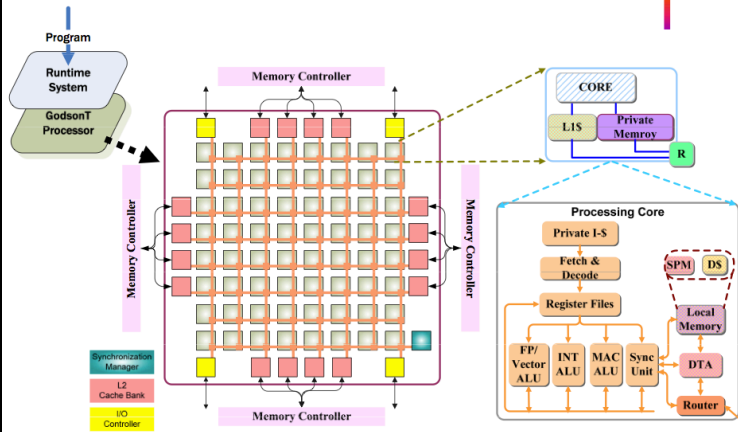 Program
Runtime
System
GodsonT
Processor
Memory Controller
Memory Controller
Memory Controller
Memory Controller
Synchronization
Manager
L2
Cache Bank
I/O
Controller
CORE
L1$
Private
Memroy
R
Processing Core
Private I-$
Fetch &
Decode
Register Files
FP/
Vector
ALU
INT
ALU
MAC
ALU
Sync
Unit
SPM
D$
Local
Memory
DTA
Router